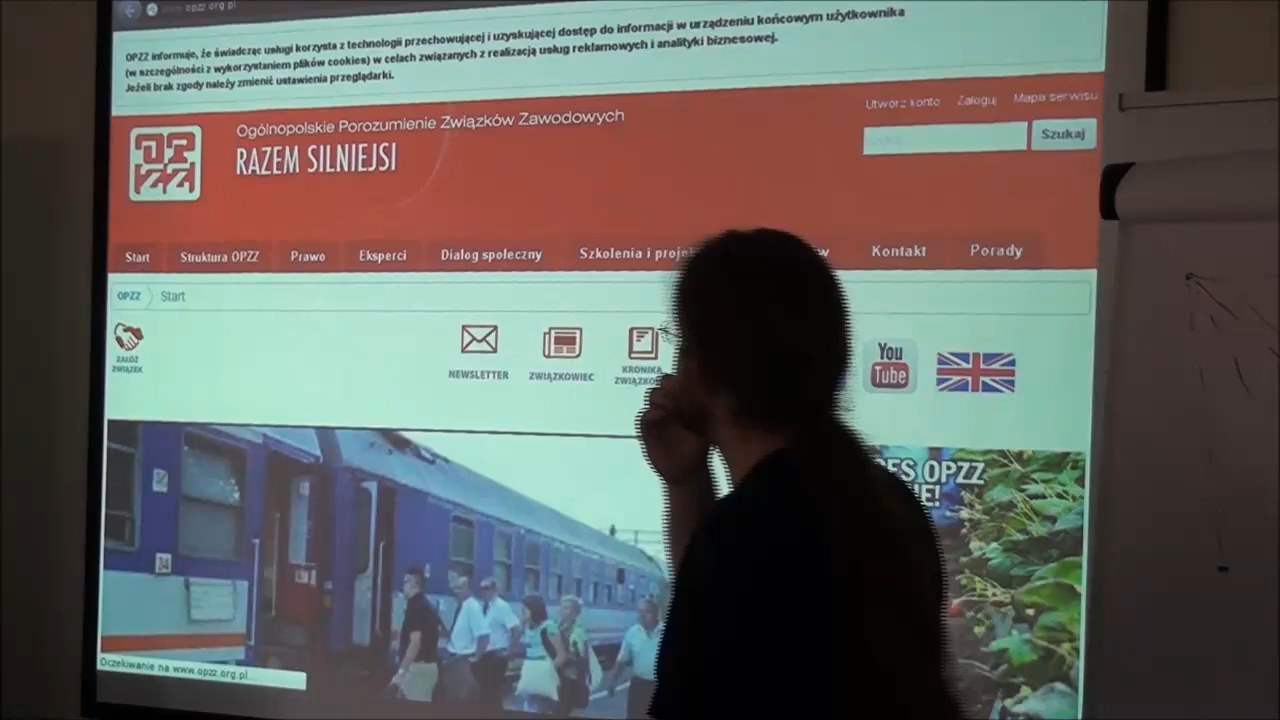 www.opzz.org.pl
OPZZ informuje, że świadcząc usługi korzysta z technologii przechowującej i uzyskującej dostęp do informacji w urządzeniu końcowym użytkownika
(w szczególności z wykorzystaniem plików cookies) w celach związanych z realizacją usług reklamowych i analityki biznesowej.
Jeżeli brak zgody należy zmienić ustawienia przeglądarki.
Utwórz konto Zaloguj Mapa serwisu
Ogólnopolskie Porozumienie Związków Zawodowych
RAZEM SILNIEJSI
Szukaj
OPZZ
Start Struktura OPZZ Prawo Eksperci Dialog społeczny Szkolenia i Kontakt Porady
OPZZ Start
ZAŁÓŻ
ZWIĄZEK
NEWSLETTER
ZWIĄZKOWIEC
KRONIKA
You
Tube
OPZZ
34
Oczekiwanie na www.opzz.org.pl...